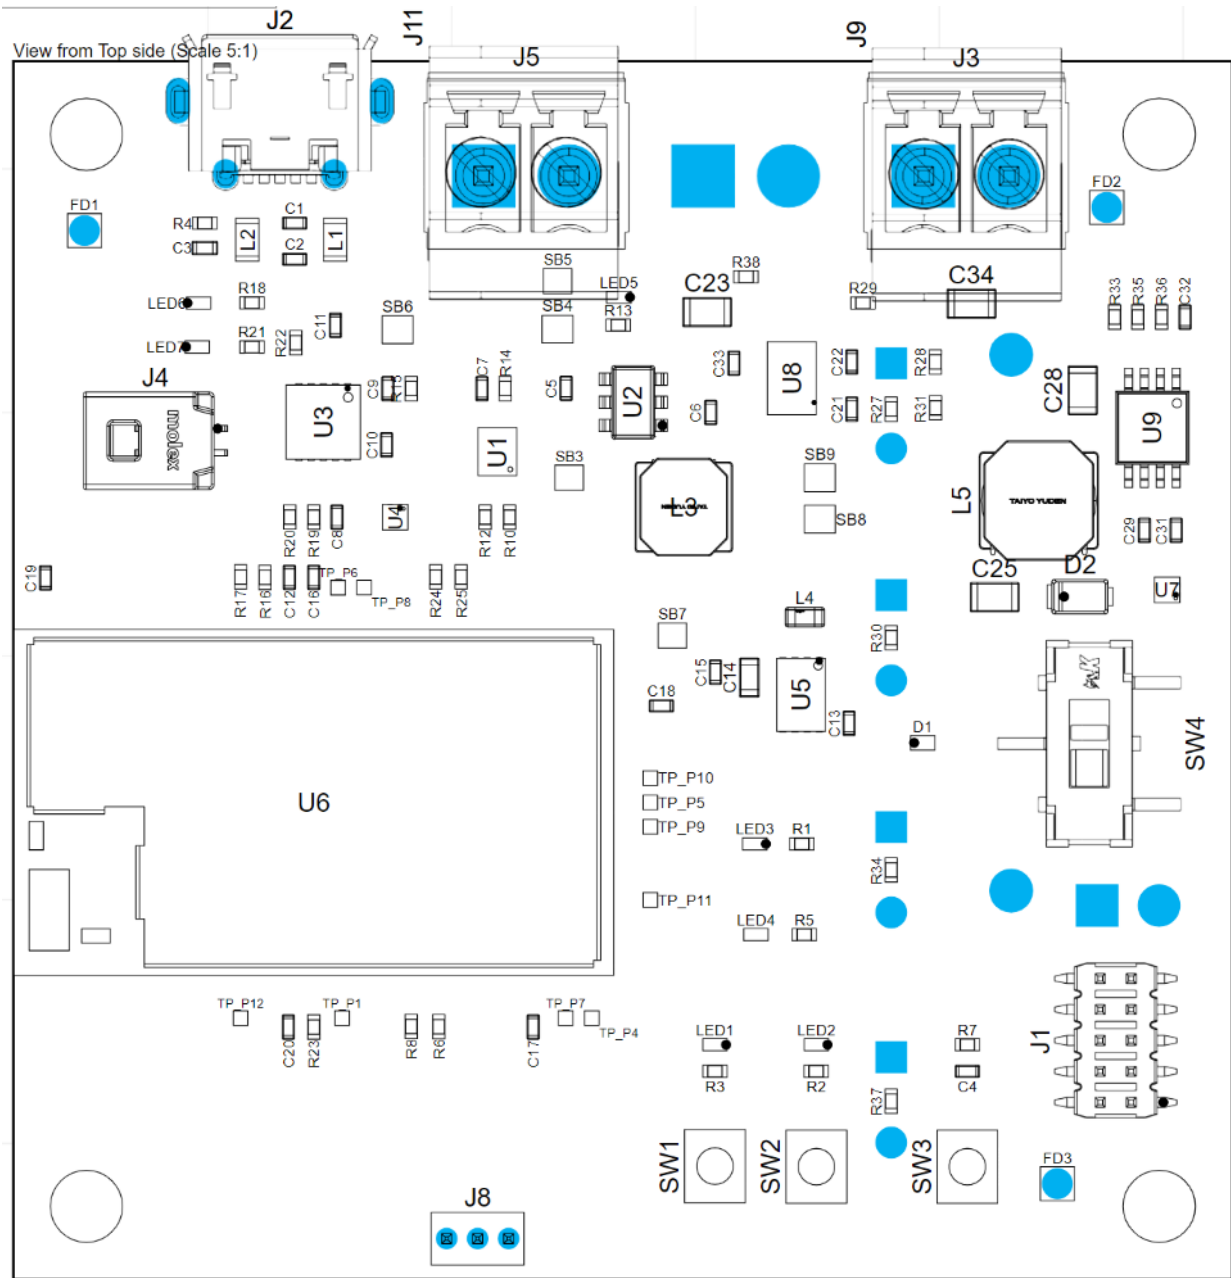 J2
J11
J9
View from Top side (Scale 5:1)
J5
J3
FD1
FD2
R4
C1
C3
L2
C2
L1
SB5
R38
LED6
R18
LED5
C23
R29
C34
R33
R35
R36
C32
C11
SB6
SB4
R13
LED7
R21
R22
J4
C9
R15
C7
R14
C5
U2
C33
U8
C22
R28
C28
molex
U3
C6
C21
R27
R31
U9
C10
U1
SB3
SB9
L3
L5
TAIYO YUDEN
TAIYO YUDEN
SB8
R20
R19
C8
U4
R12
R10
C29
C31
C19
TP_P6
C25
D2
U7
R17
R16
C12
C16
TP_P8
R24
R25
L4
SB7
R30
C15
C14
U5
C18
C13
D1
SW4
TP_P10
U6
TP_P5
TP_P9
LED3
R1
R34
TP_P11
LED4
R5
TP_P12
TP_P1
TP_P7
TP_P4
C20
R23
R8
R6
C17
LED1
LED2
R7
J1
R3
R2
C4
R37
SW1
SW2
SW3
FD3
J8